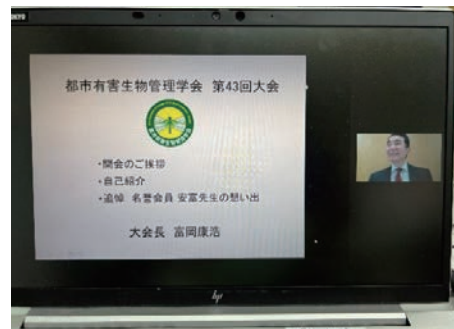 都市有害生物管理学会 第43回大会
・開会のご挨拶
・自己紹介
・追悼 名誉会員 安富先生の想い出
大会長 富岡康浩
hp